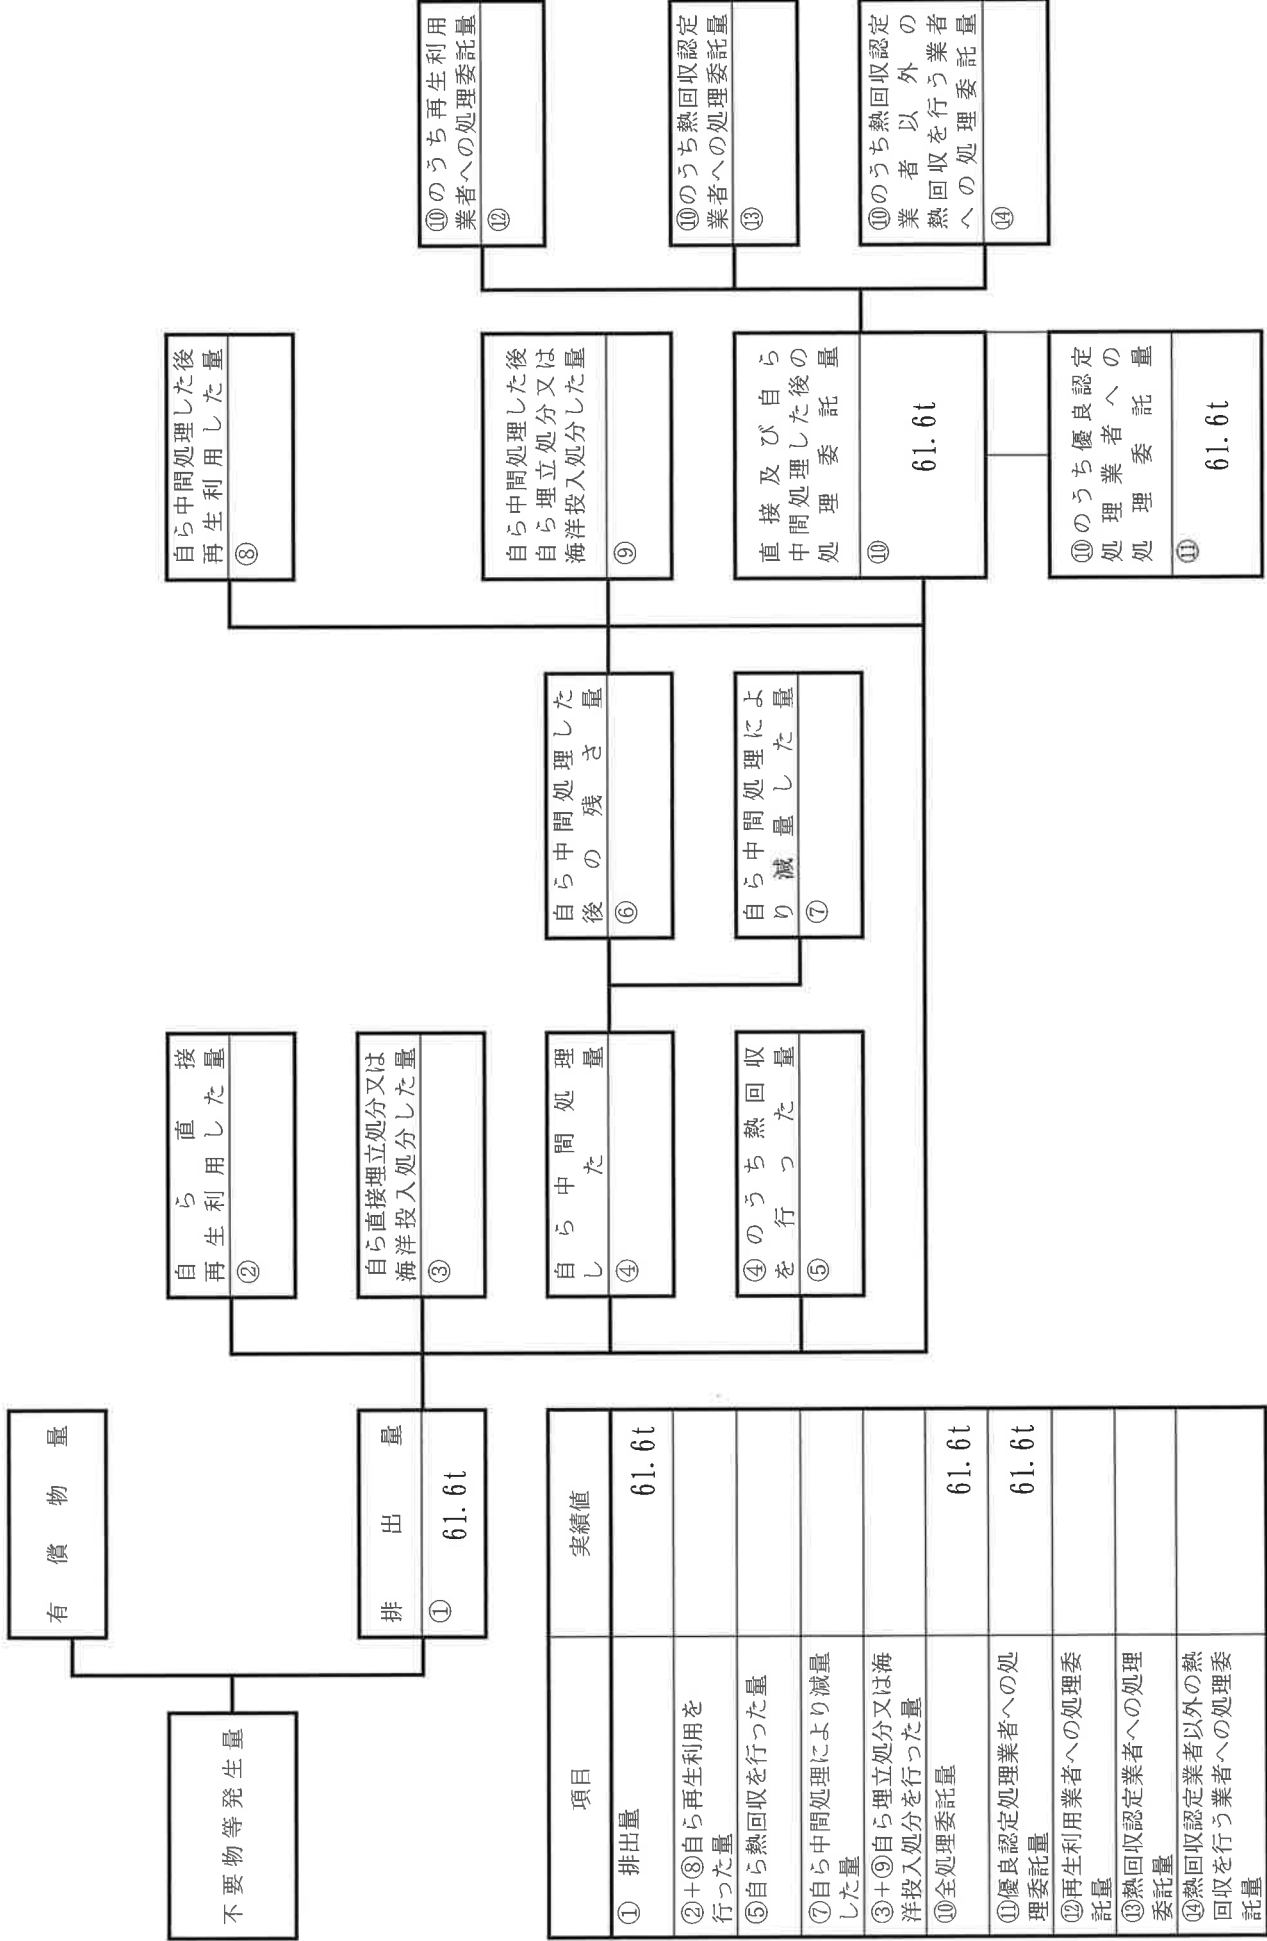 不要物等発生量
有償物量
排出量
①
61.6t
自ら直接
再生利用した量
②
自ら直接埋立処分又は
海洋投入処分した量
③
自ら中間処理
した量
④
④のうち熱回収
を行った量
⑤
自ら中間処理した
後の残さ量
⑥
自ら中間処理によ
り減量した量
⑦
自ら中間処理した後
再生利用した量
⑧
自ら中間処理した後
自ら埋立処分又は
海洋投入処分した量
⑨
直接及び自ら
中間処理した後の
処理委託量
⑩
61.6t
⑩のうち優良認定
処理業者への
処理委託量
⑪
61.6t
⑩のうち再生利用
業者への処理委託量
⑫
⑩のうち熱回収認定
業者への処理委託量
⑬
⑩のうち熱回収認定
業者以外の
熱回収を行う業者
への処理委託量
⑭
項目 実績値
① 排出量 61.6t
②+⑧自ら再生利用を
行った量
⑤自ら熱回収を行った量
⑦自ら中間処理により減量
した量
③+⑨自ら埋立処分又は海
洋投入処分を行った量
⑩全処理委託量 61.6t
⑪優良認定処理業者への処
理委託量 61.6t
⑫再生利用業者への処理委
託量
⑬熱回収認定業者への処理
委託量
⑭熱回収認定業者以外の熱
回収を行う業者への処理委
託量